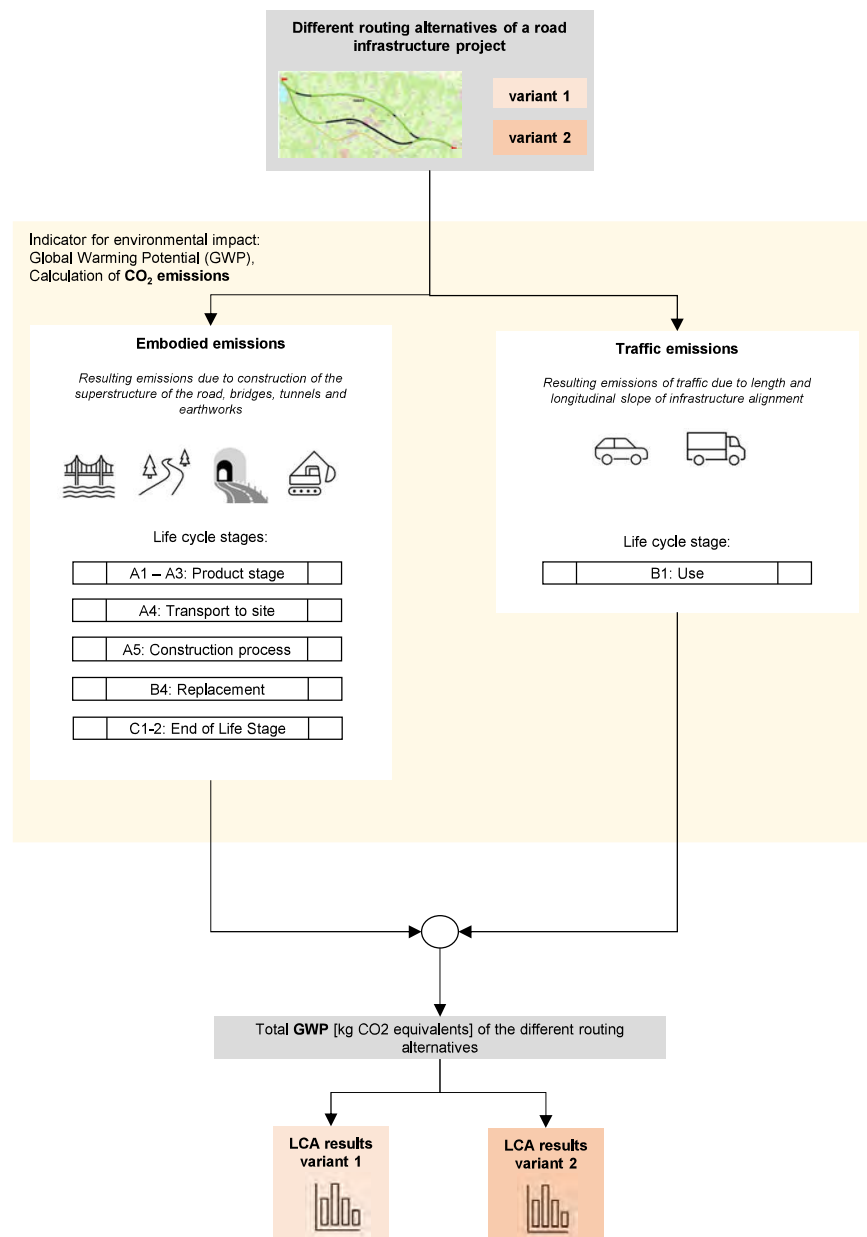 Different routing alternatives of a road
infrastructure project
variant 1
variant 2
Indicator for environmental impact:
Global Warming Potential (GWP),
Calculation of CO₂ emissions
Embodied emissions
Resulting emissions due to construction of the
superstructure of the road, bridges, tunnels and
earthworks
Life cycle stages:
A1 – A3: Product stage
A4: Transport to site
A5: Construction process
B4: Replacement
C1-2: End of Life Stage
Traffic emissions
Resulting emissions of traffic due to length and
longitudinal slope of infrastructure alignment
Life cycle stage:
B1: Use
Total GWP [kg CO2 equivalents] of the different routing
alternatives
LCA results
variant 1
LCA results
variant 2